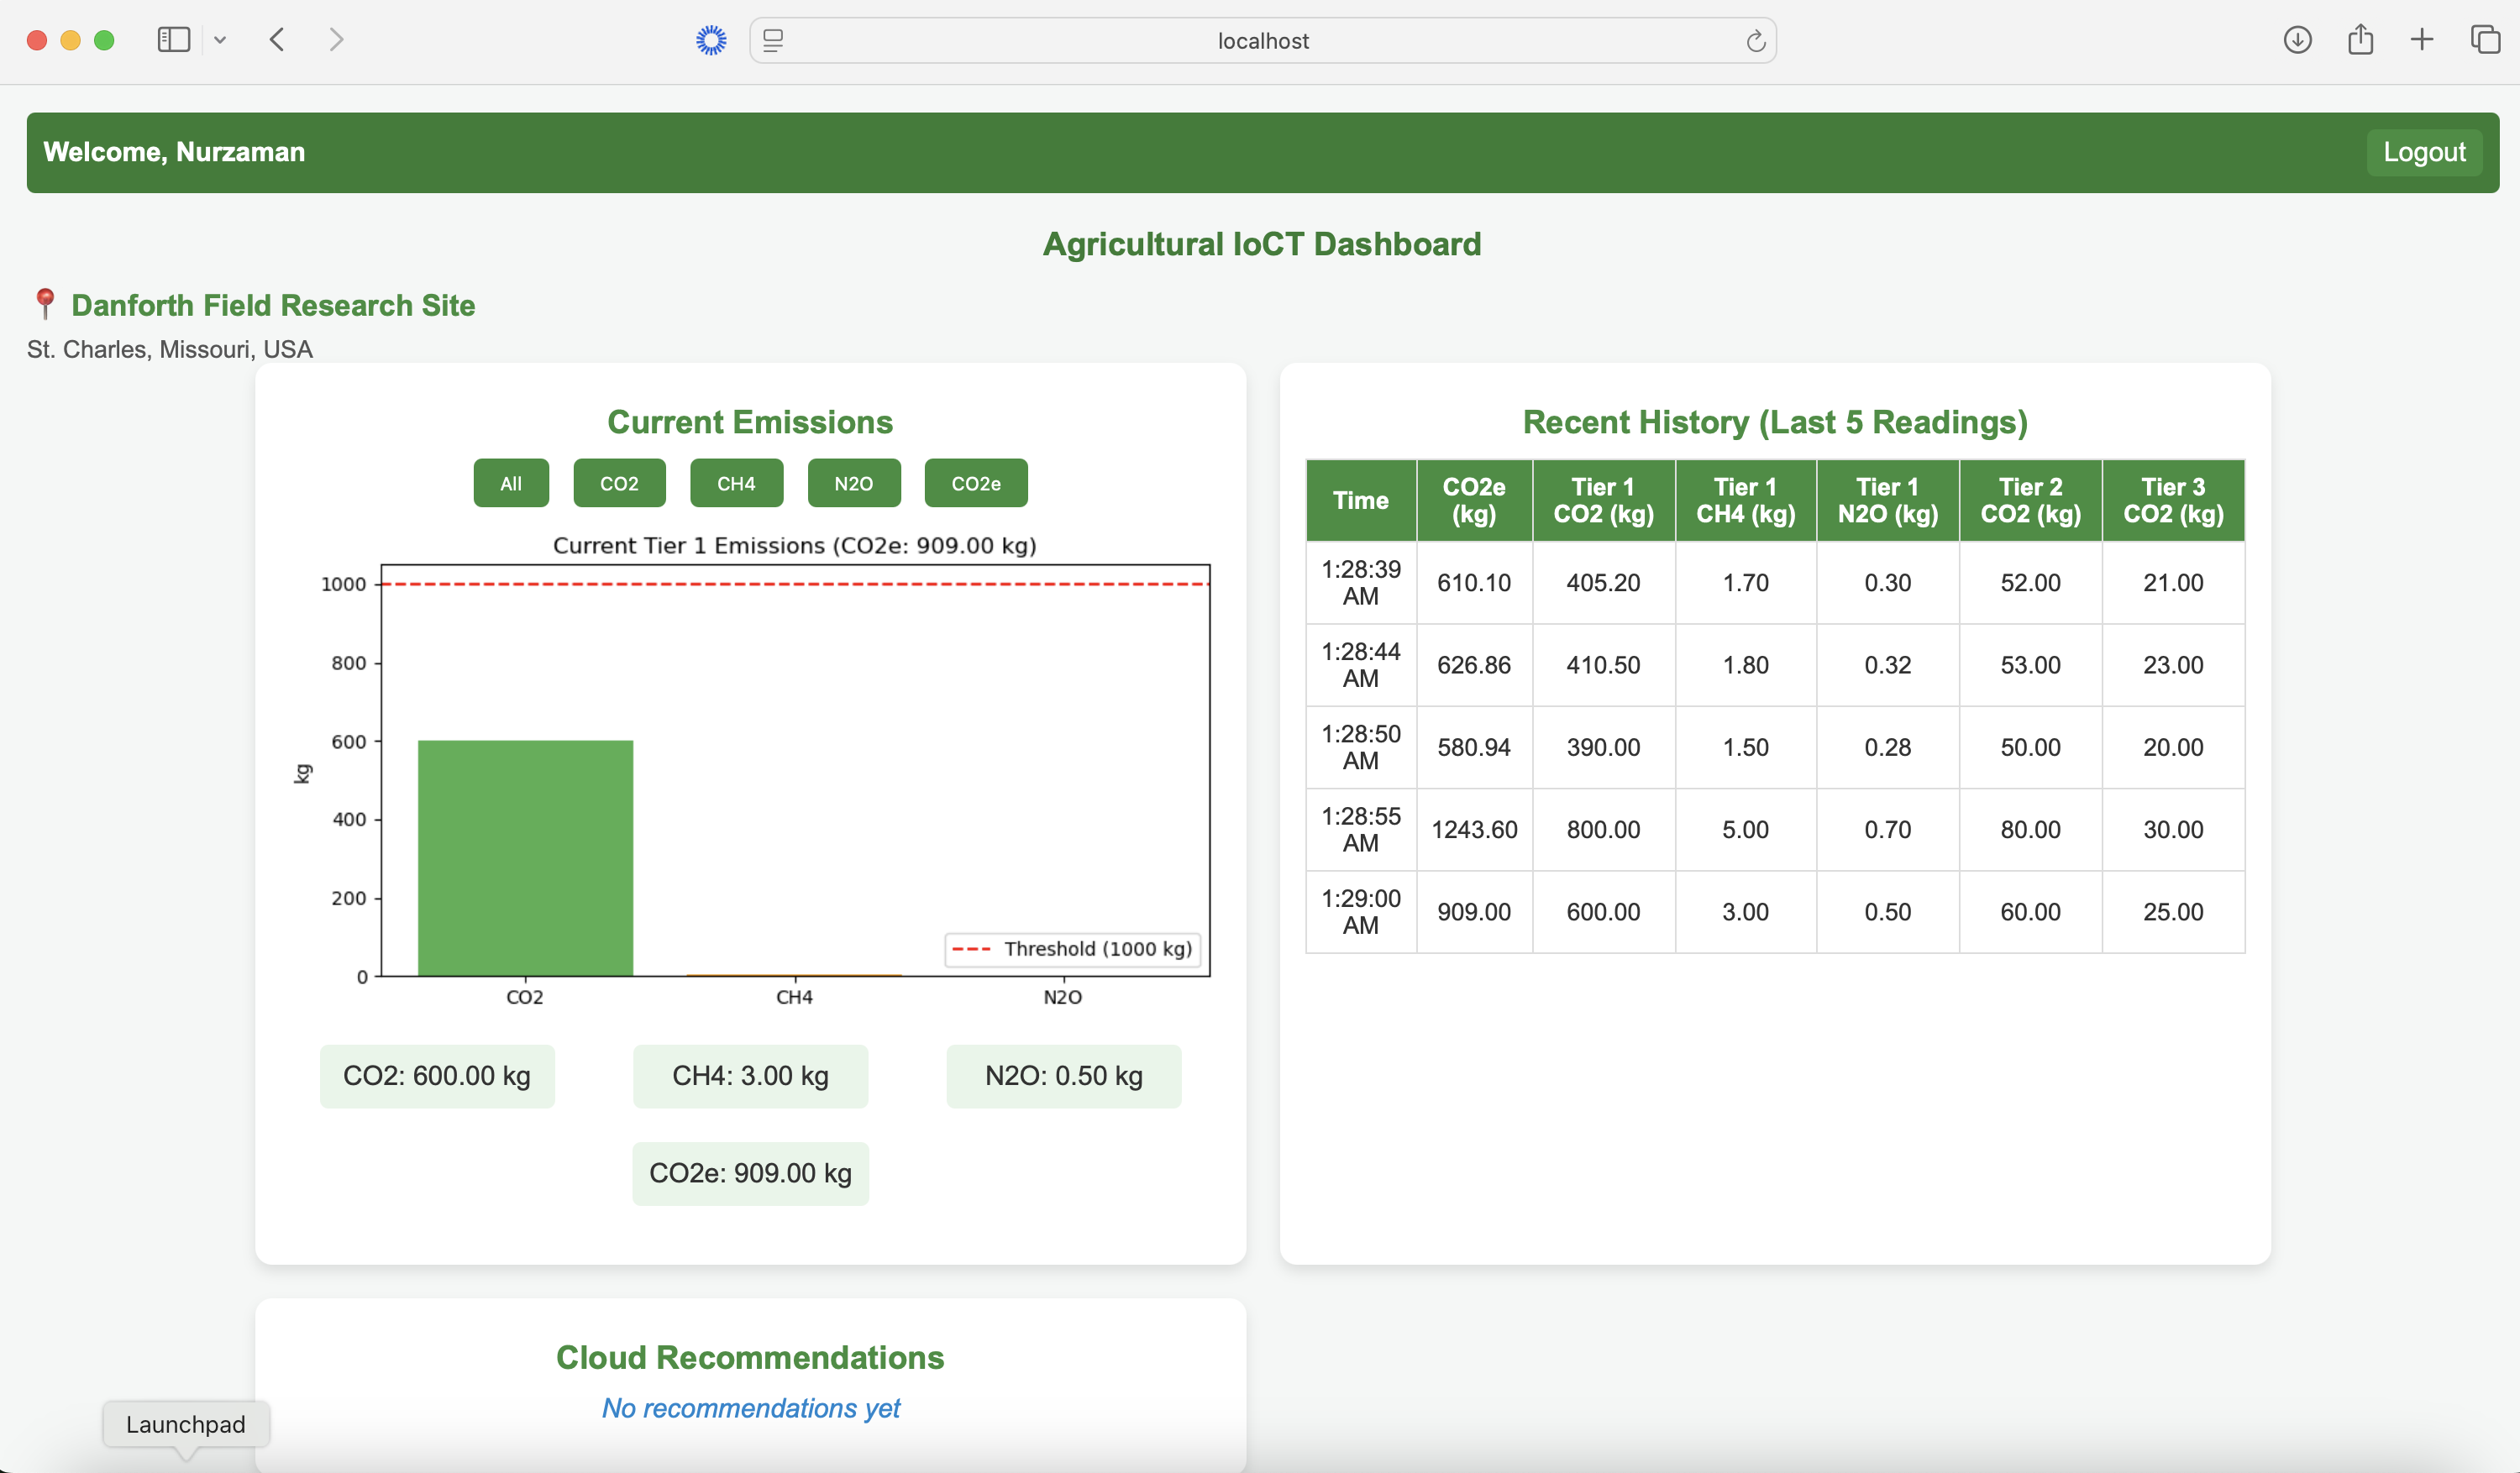 localhost
Welcome, Nurzaman
Logout
Agricultural IoCT Dashboard
Danforth Field Research Site
St. Charles, Missouri, USA
Current Emissions
All CO2 CH4 N2O CO2e
Current Tier 1 Emissions (CO2e: 909.00 kg)
1000
800
600
400
200
0
kg
Threshold (1000 kg)
CO2 CH4 N2O
CO2: 600.00 kg CH4: 3.00 kg N2O: 0.50 kg
CO2e: 909.00 kg
Recent History (Last 5 Readings)
Time CO2e (kg) Tier 1 CO2 (kg) Tier 1 CH4 (kg) Tier 1 N2O (kg) Tier 2 CO2 (kg) Tier 3 CO2 (kg)
1:28:39 AM 610.10 405.20 1.70 0.30 52.00 21.00
1:28:44 AM 626.86 410.50 1.80 0.32 53.00 23.00
1:28:50 AM 580.94 390.00 1.50 0.28 50.00 20.00
1:28:55 AM 1243.60 800.00 5.00 0.70 80.00 30.00
1:29:00 AM 909.00 600.00 3.00 0.50 60.00 25.00
Cloud Recommendations
No recommendations yet
Launchpad